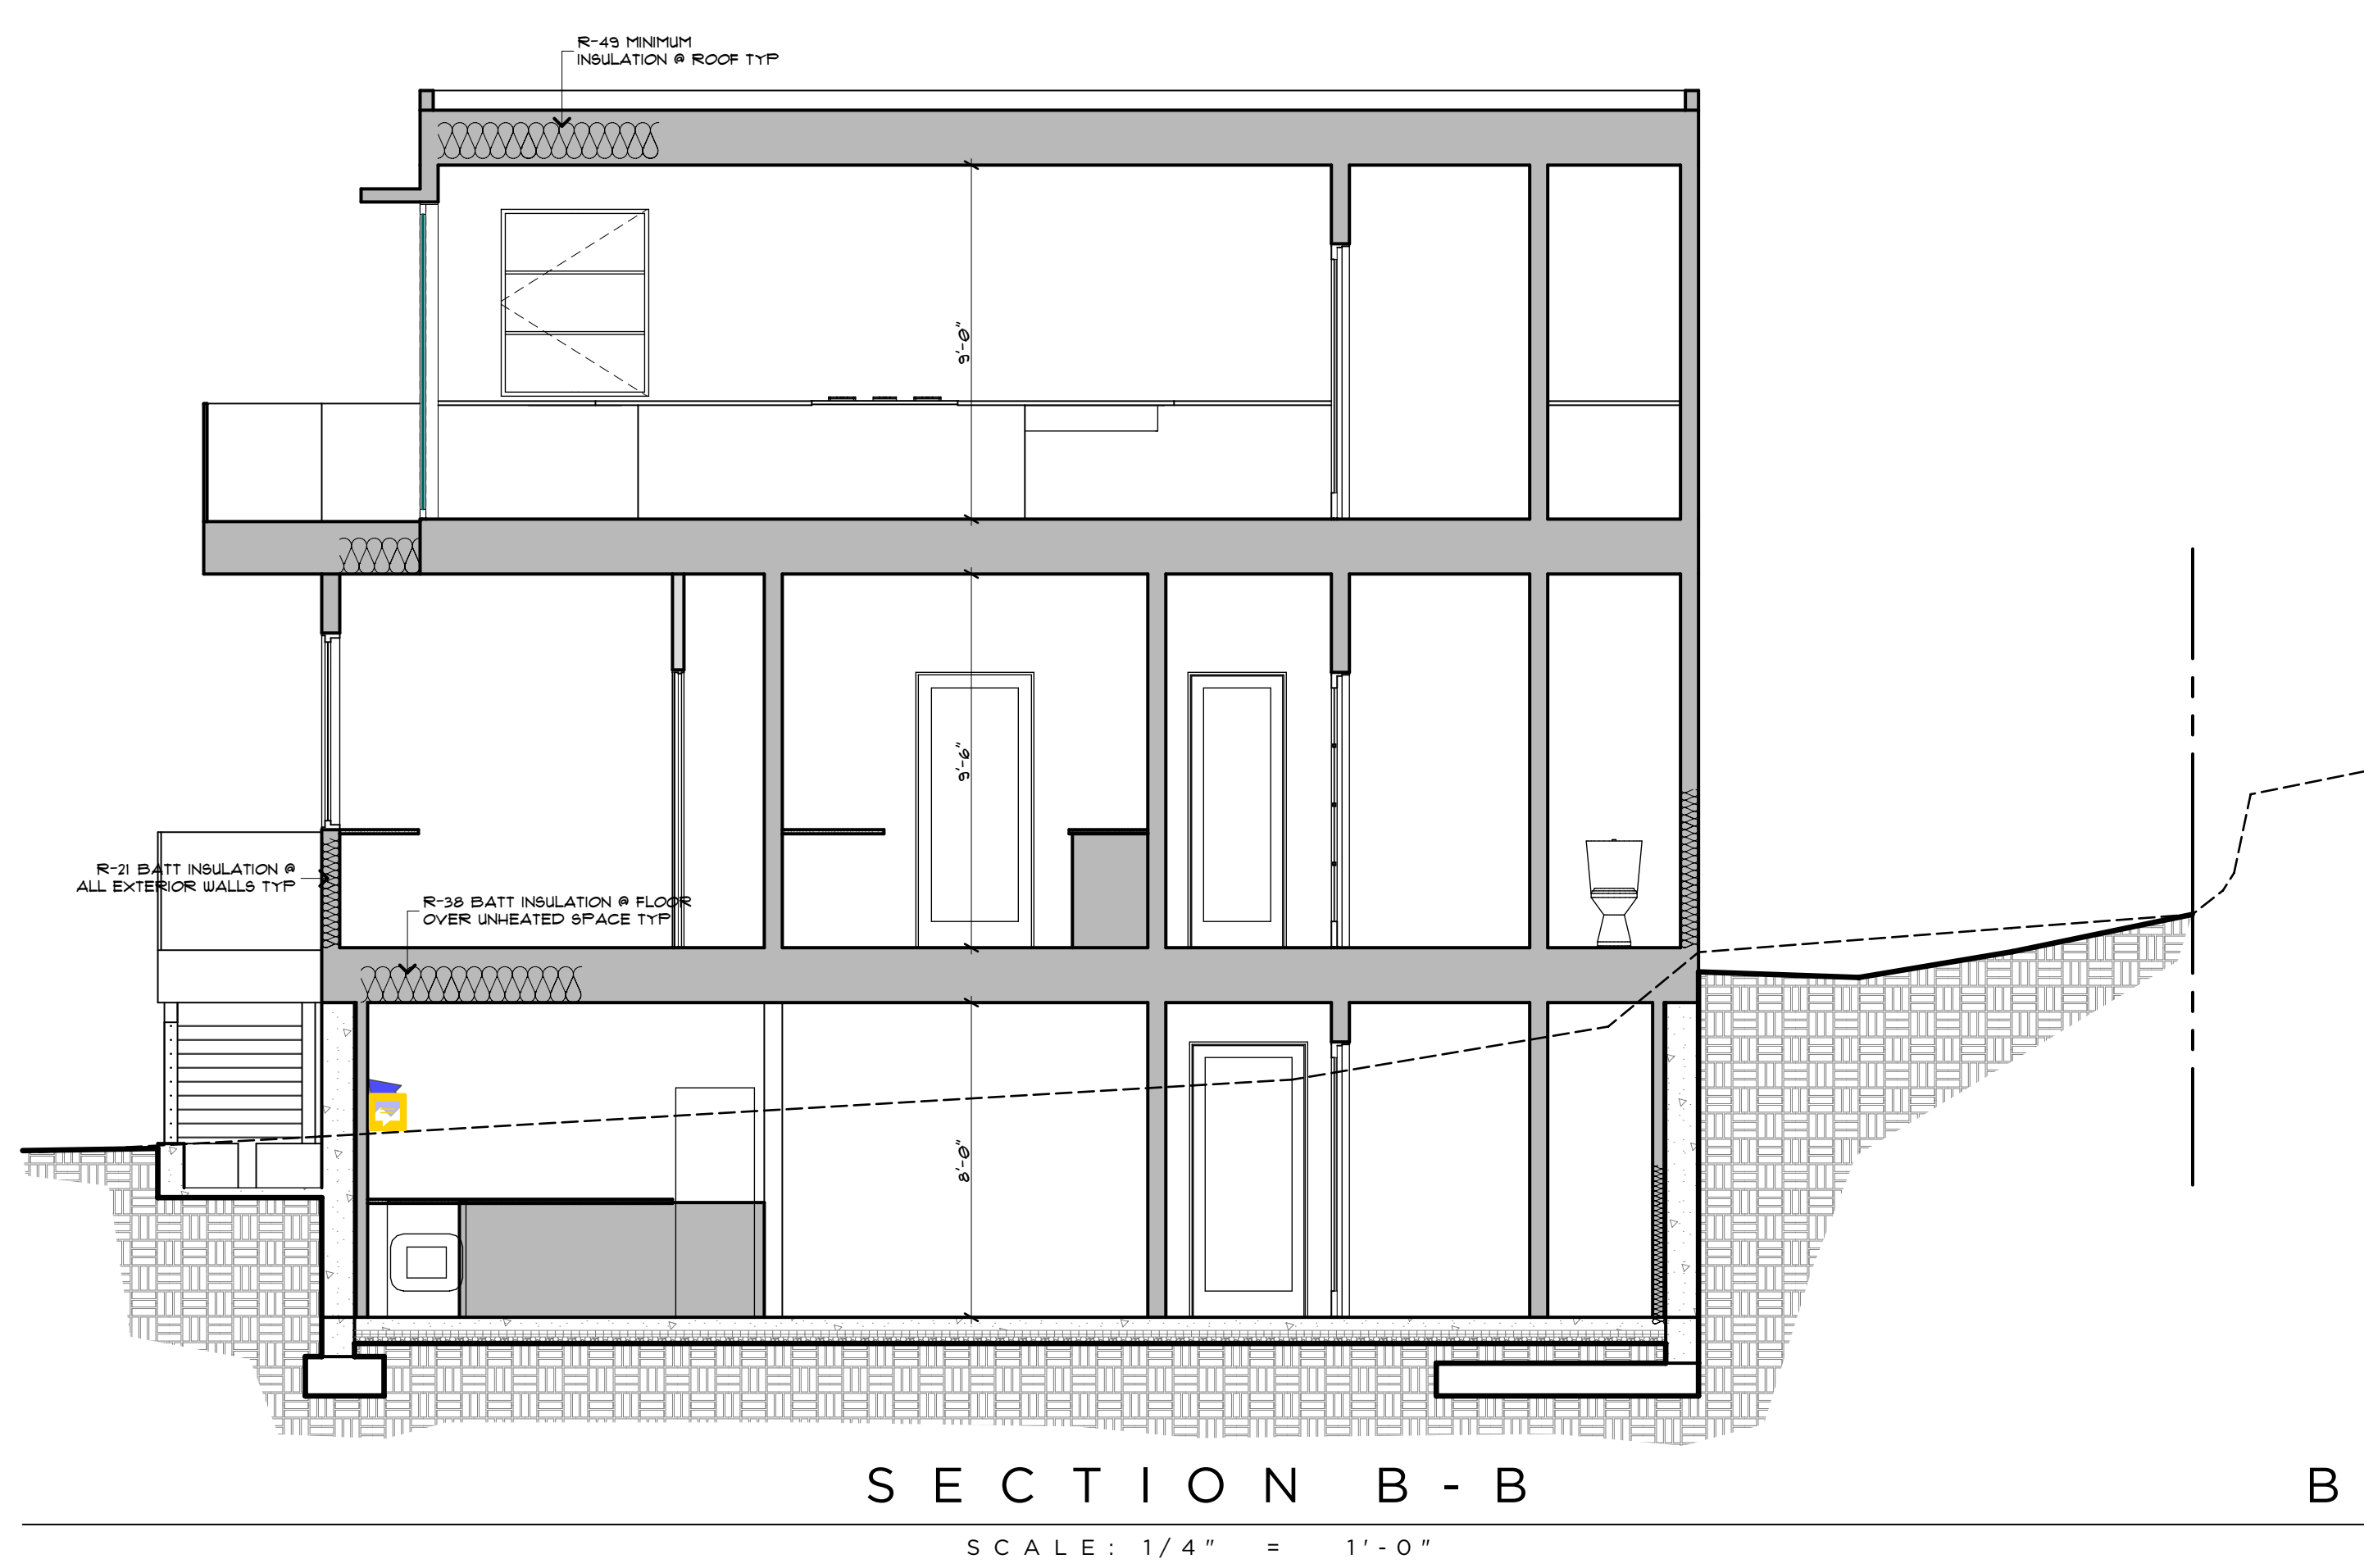 R-49 MINIMUM
INSULATION @ ROOF TYP
9'-0"
9'-6"
R-21 BATT INSULATION @
ALL EXTERIOR WALLS TYP
R-38 BATT INSULATION @ FLOOR
OVER UNHEATED SPACE TYP
8'-0"
SECTION B-B
B
SCALE: 1/4" = 1'-0"